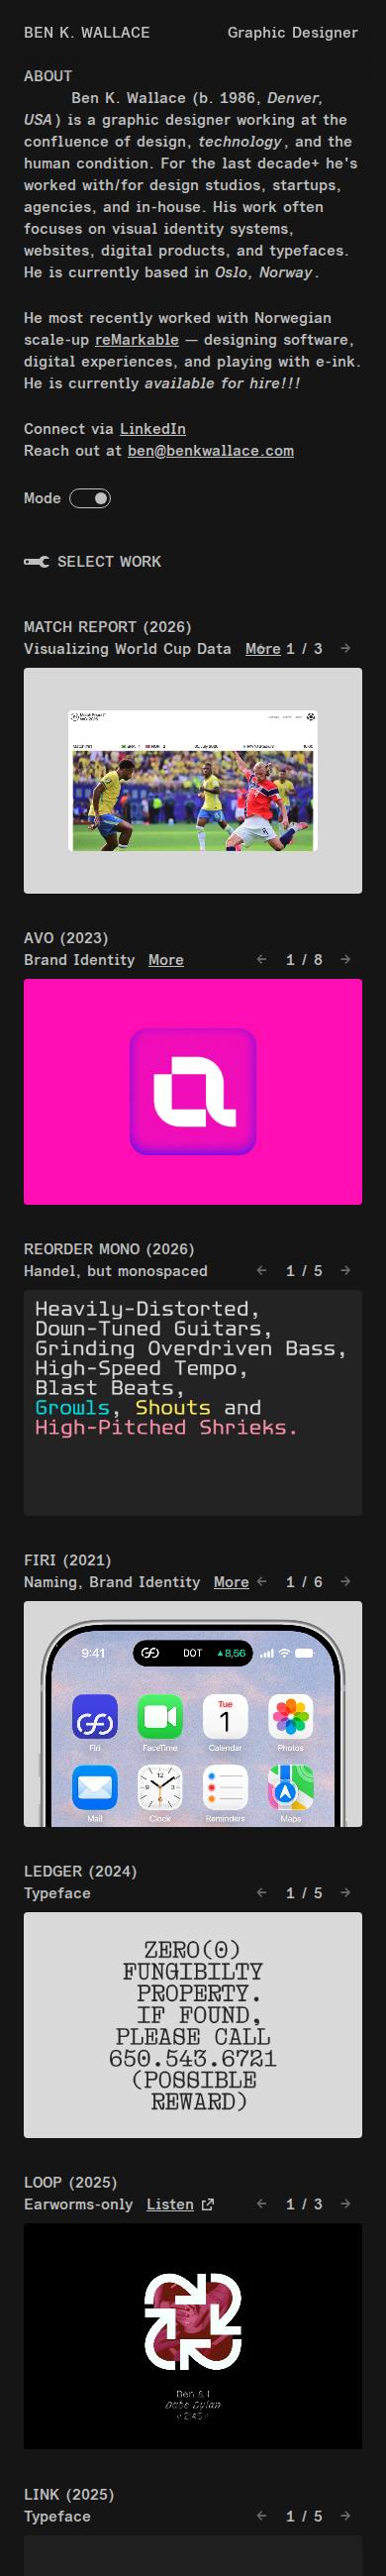 BEN K. WALLACE Graphic Designer
ABOUT
Ben K. Wallace (b. 1986, Denver,
USA) is a graphic designer working at the
confluence of design, technology, and the
human condition. For the last decade+ he's
worked with/for design studios, startups,
agencies, and in-house. His work often
focuses on visual identity systems,
websites, digital products, and typefaces.
He is currently based in Oslo, Norway.
He most recently worked with Norwegian
scale-up reMarkable — designing software,
digital experiences, and playing with e-ink.
He is currently available for hire!!!
Connect via LinkedIn
Reach out at ben@benkwallace.com
Mode
SELECT WORK
MATCH REPORT (2026)
Visualizing World Cup Data More 1 / 3 →
AVO (2023)
Brand Identity More ← 1 / 8 →
REORDER MONO (2026)
Handel, but monospaced ← 1 / 5 →
Heavily-Distorted,
Down-Tuned Guitars,
Grinding Overdriven Bass,
High-Speed Tempo,
Blast Beats,
Growls, Shouts and
High-Pitched Shrieks.
FIRI (2021)
Naming, Brand Identity More ← 1 / 6 →
9:41 DOT ▲8,56
Tue
1
Firi FaceTime Calendar Photos
Mail Clock Reminders Maps
LEDGER (2024)
Typeface ← 1 / 5 →
ZERO(0)
FUNGIBILTY
PROPERTY.
IF FOUND,
PLEASE CALL
650.543.6721
(POSSIBLE
REWARD)
LOOP (2025)
Earworms-only Listen ← 1 / 3 →
Ben & I
Babe Dylan
LINK (2025)
Typeface ← 1 / 5 →